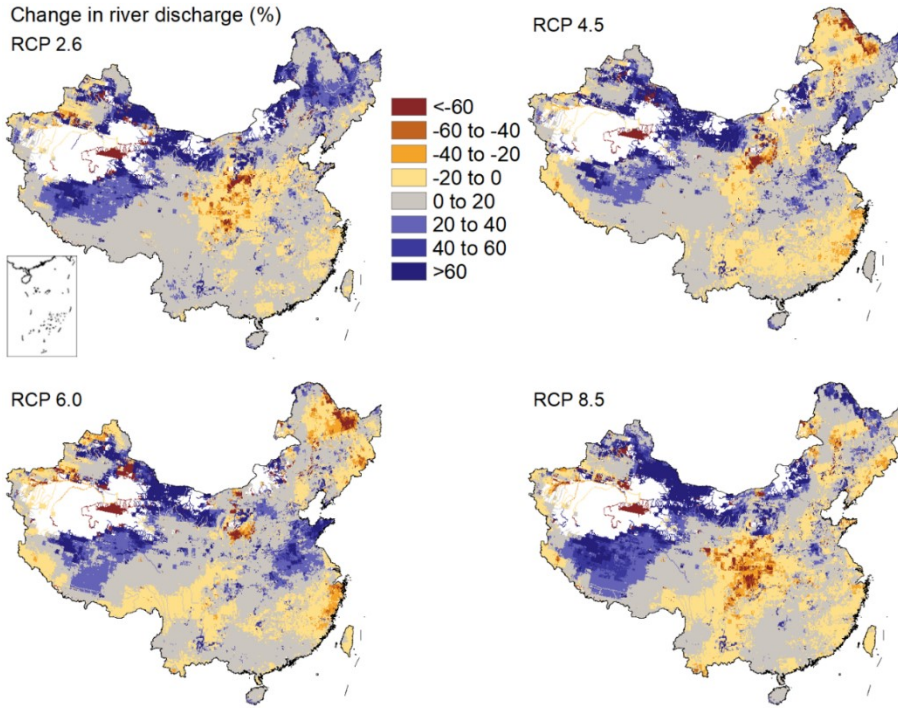 Change in river discharge (%)
RCP 2.6
RCP 4.5
<-60
-60 to -40
-40 to -20
-20 to 0
0 to 20
20 to 40
40 to 60
>60
RCP 6.0
RCP 8.5